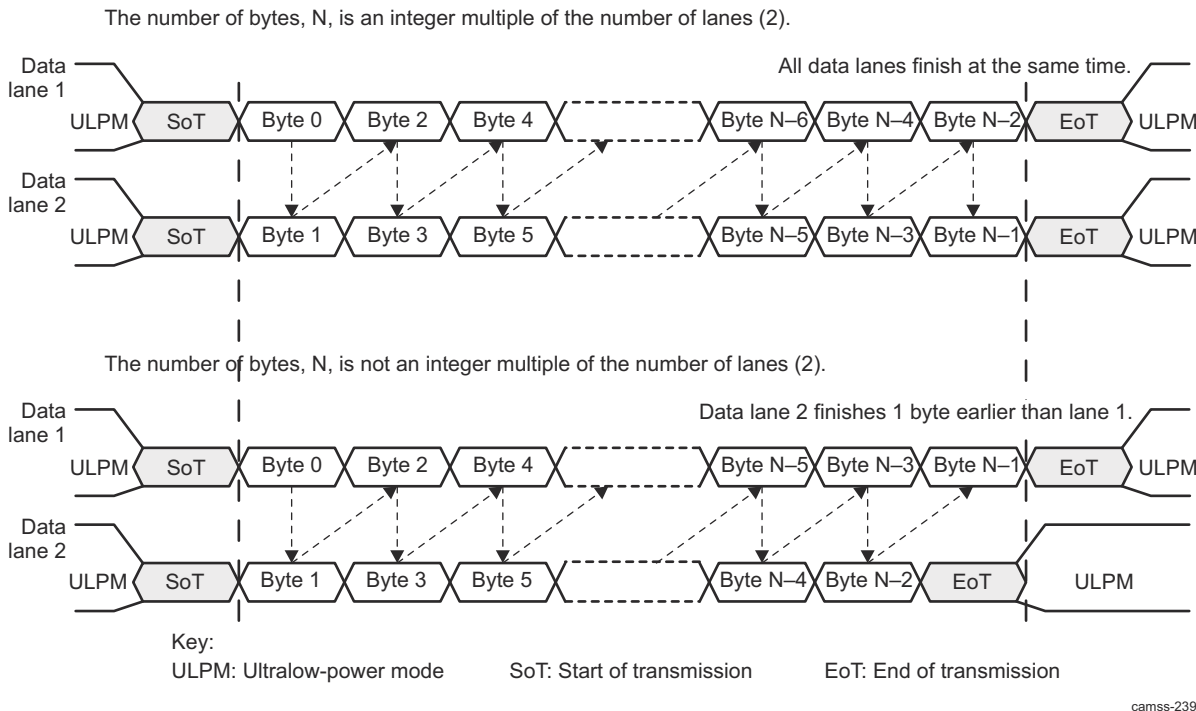 The number of bytes, N, is an integer multiple of the number of lanes (2).
Data
lane 1
All data lanes finish at the same time.
ULPM SoT Byte 0 Byte 2 Byte 4 Byte N–6 Byte N–4 Byte N–2 EoT ULPM
Data
lane 2
ULPM SoT Byte 1 Byte 3 Byte 5 Byte N–5 Byte N–3 Byte N–1 EoT ULPM
The number of bytes, N, is not an integer multiple of the number of lanes (2).
Data
lane 1
Data lane 2 finishes 1 byte earlier than lane 1.
ULPM SoT Byte 0 Byte 2 Byte 4 Byte N–5 Byte N–3 Byte N–1 EoT ULPM
Data
lane 2
ULPM SoT Byte 1 Byte 3 Byte 5 Byte N–4 Byte N–2 EoT ULPM
Key:
ULPM: Ultralow-power mode SoT: Start of transmission EoT: End of transmission
camss-239